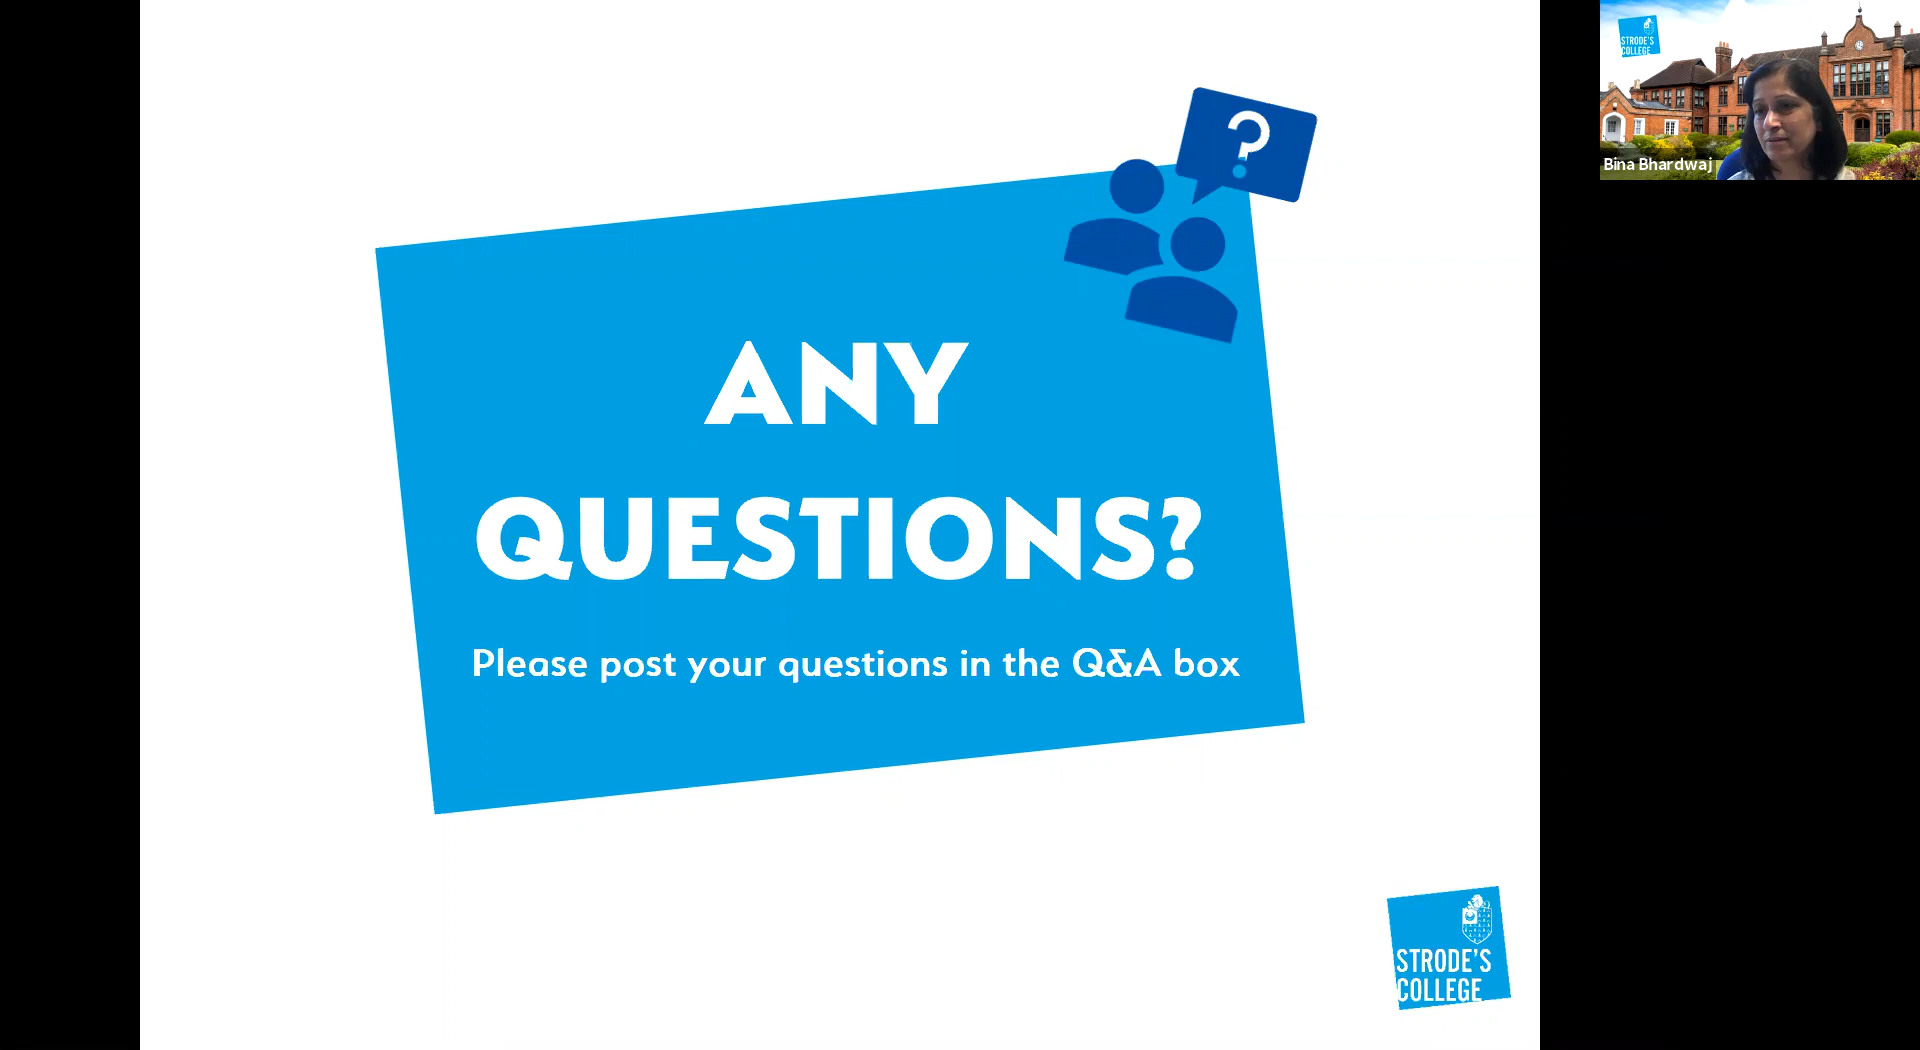 ANY
QUESTIONS?
Please post your questions in the Q&A box
STRODE'S
COLLEGE
STRODE'S
COLLEGE
Bina Bhardwaj